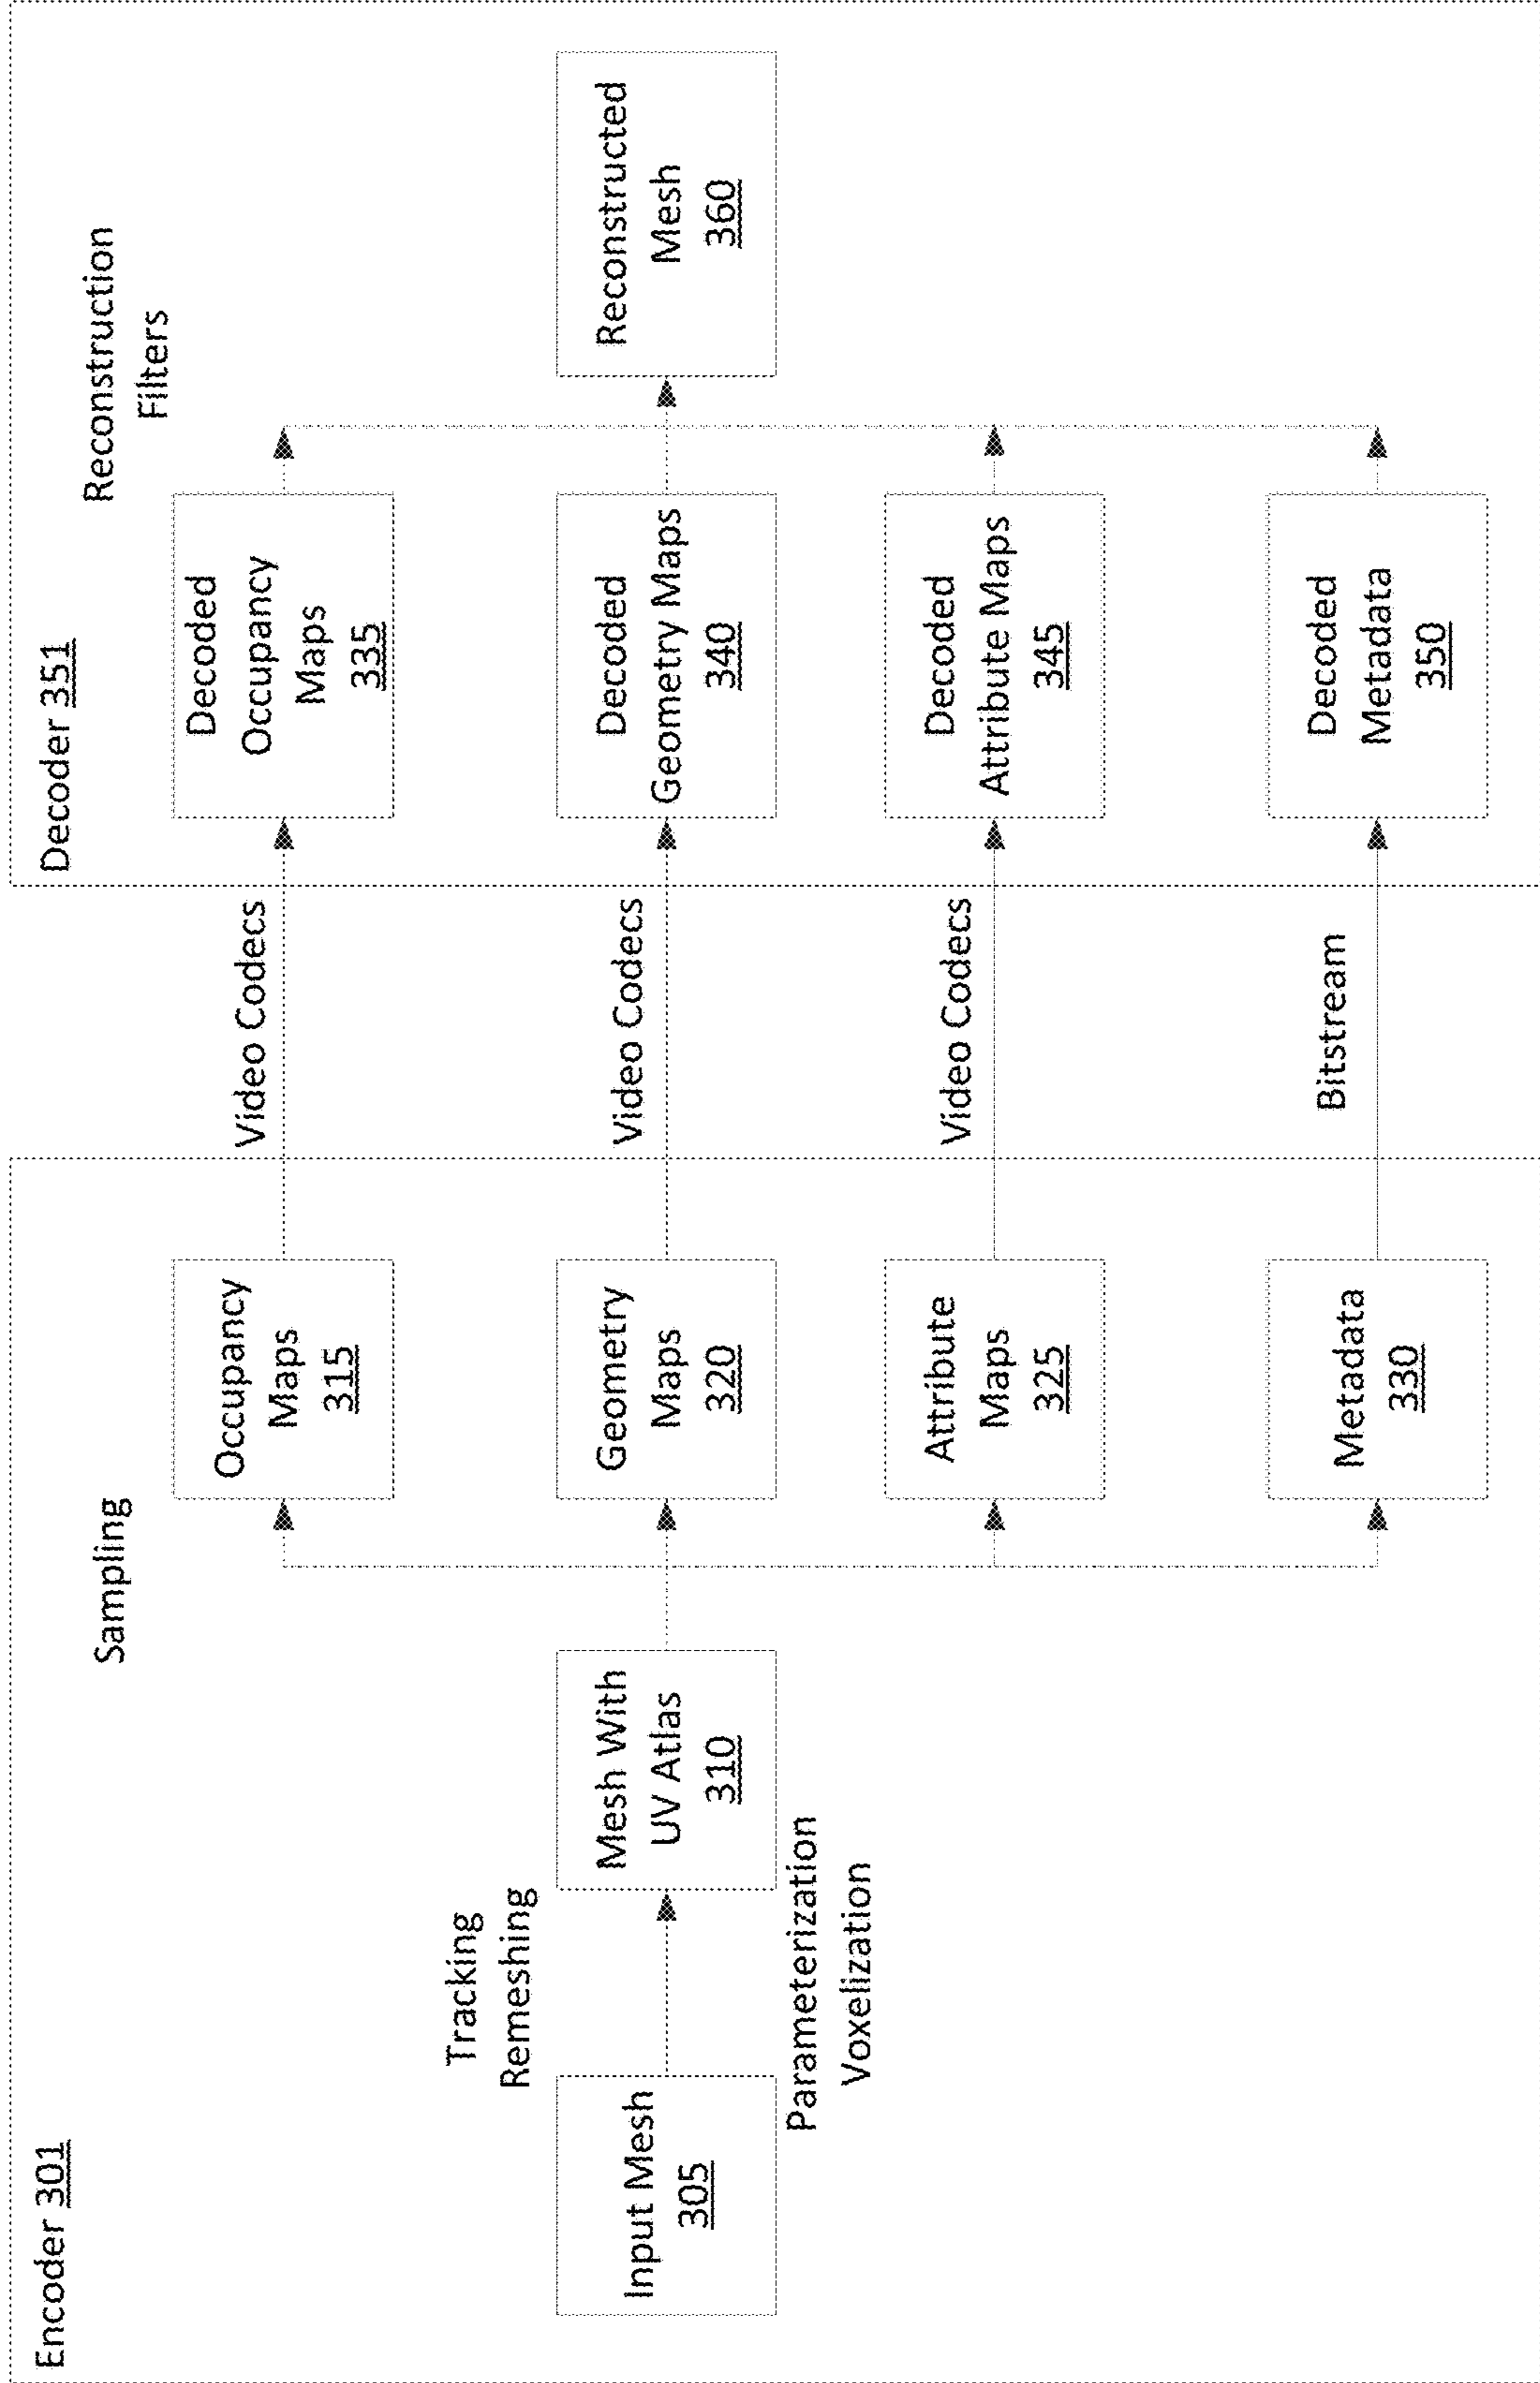 Encoder 301
Input Mesh
305
Tracking
Remeshing
Parameterization
Voxelization
Mesh With
UV Atlas
310
Sampling
Occupancy
Maps
315
Geometry
Maps
320
Attribute
Maps
325
Metadata
330
Video Codecs
Video Codecs
Video Codecs
Bitstream
Decoder 351
Decoded
Occupancy
Maps
335
Decoded
Geometry Maps
340
Decoded
Attribute Maps
345
Decoded
Metadata
350
Reconstruction
Filters
Reconstructed
Mesh
360